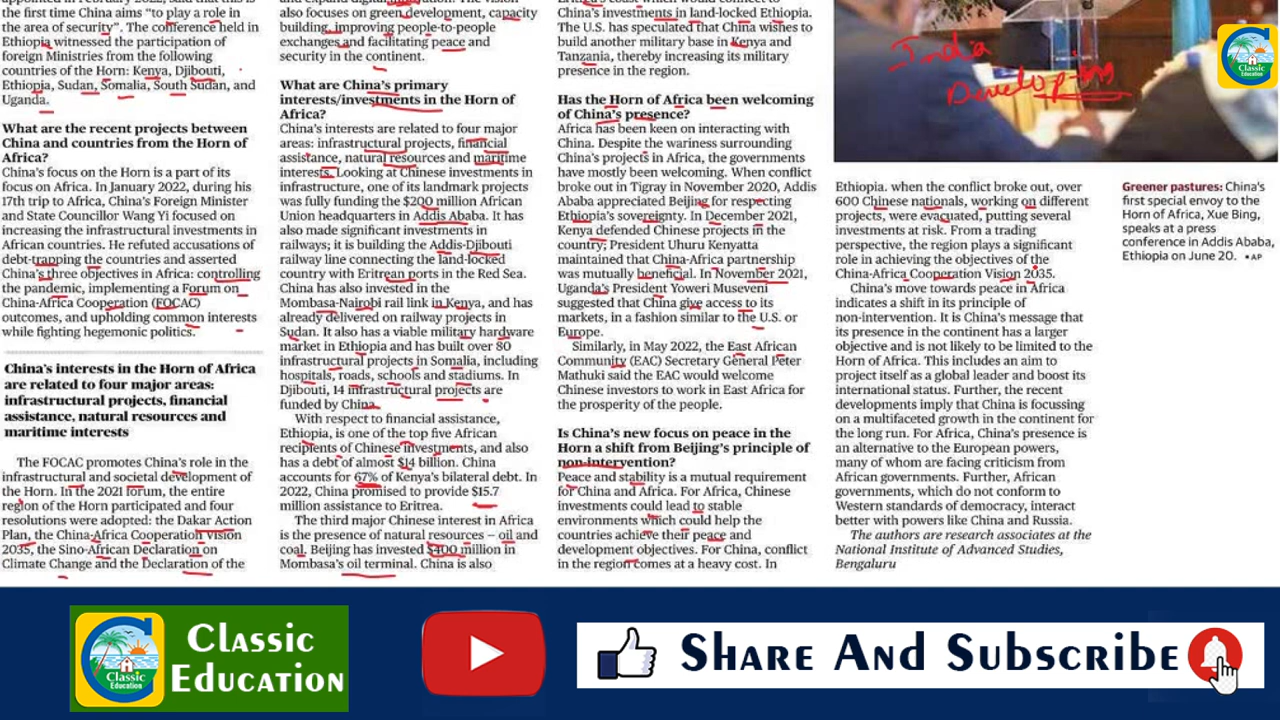 appointed in February 2022, said that this is
the first time China aims “to play a role in
the area of security”. The conference held in
Ethiopia witnessed the participation of
foreign Ministries from the following
countries of the Horn: Kenya, Djibouti,
Ethiopia, Sudan, Somalia, South Sudan, and
Uganda.
What are the recent projects between
China and countries from the Horn of
Africa?
China’s focus on the Horn is a part of its
focus on Africa. In January 2022, during his
17th trip to Africa, China’s Foreign Minister
and State Councillor Wang Yi focused on
increasing the infrastructural investments in
African countries. He refuted accusations of
debt-trapping the countries and asserted
China’s three objectives in Africa: controlling
the pandemic, implementing a Forum on
China-Africa Cooperation (FOCAC)
outcomes, and upholding common interests
while fighting hegemonic politics.
China’s interests in the Horn of Africa
are related to four major areas:
infrastructural projects, financial
assistance, natural resources and
maritime interests
The FOCAC promotes China’s role in the
infrastructural and societal development of
the Horn. In the 2021 forum, the entire
region of the Horn participated and four
resolutions were adopted: the Dakar Action
Plan, the China-Africa Cooperation Vision
2035, the Sino-African Declaration on
Climate Change and the Declaration of the
and expand digital innovation. The vision
also focuses on green development, capacity
building, improving people-to-people
exchanges and facilitating peace and
security in the continent.
What are China’s primary
interests/investments in the Horn of
Africa?
China’s interests are related to four major
areas: infrastructural projects, financial
assistance, natural resources and maritime
interests. Looking at Chinese investments in
infrastructure, one of its landmark projects
was fully funding the $200 million African
Union headquarters in Addis Ababa. It has
also made significant investments in
railways; it is building the Addis-Djibouti
railway line connecting the land-locked
country with Eritrean ports in the Red Sea.
China has also invested in the
Mombasa-Nairobi rail link in Kenya, and has
already delivered on railway projects in
Sudan. It also has a viable military hardware
market in Ethiopia and has built over 80
infrastructural projects in Somalia, including
hospitals, roads, schools and stadiums. In
Djibouti, 14 infrastructural projects are
funded by China.
With respect to financial assistance,
Ethiopia, is one of the top five African
recipients of Chinese investments, and also
has a debt of almost $14 billion. China
accounts for 67% of Kenya’s bilateral debt. In
2022, China promised to provide $15.7
million assistance to Eritrea.
The third major Chinese interest in Africa
is the presence of natural resources — oil and
coal. Beijing has invested $400 million in
Mombasa’s oil terminal. China is also
Eritrea’s coast which would connect to
China’s investments in land-locked Ethiopia.
The U.S. has speculated that China wishes to
build another military base in Kenya and
Tanzania, thereby increasing its military
presence in the region.
Has the Horn of Africa been welcoming
of China’s presence?
Africa has been keen on interacting with
China. Despite the wariness surrounding
China’s projects in Africa, the governments
have mostly been welcoming. When conflict
broke out in Tigray in November 2020, Addis
Ababa appreciated Beijing for respecting
Ethiopia’s sovereignty. In December 2021,
Kenya defended Chinese projects in the
country; President Uhuru Kenyatta
maintained that China-Africa partnership
was mutually beneficial. In November 2021,
Uganda’s President Yoweri Museveni
suggested that China give access to its
markets, in a fashion similar to the U.S. or
Europe.
Similarly, in May 2022, the East African
Community (EAC) Secretary General Peter
Mathuki said the EAC would welcome
Chinese investors to work in East Africa for
the prosperity of the people.
Is China’s new focus on peace in the
Horn a shift from Beijing’s principle of
non-intervention?
Peace and stability is a mutual requirement
for China and Africa. For Africa, Chinese
investments could lead to stable
environments which could help the
countries achieve their peace and
development objectives. For China, conflict
in the region comes at a heavy cost. In
India
Developing
Ethiopia. when the conflict broke out, over
600 Chinese nationals, working on different
projects, were evacuated, putting several
investments at risk. From a trading
perspective, the region plays a significant
role in achieving the objectives of the
China-Africa Cooperation Vision 2035.
China’s move towards peace in Africa
indicates a shift in its principle of
non-intervention. It is China’s message that
its presence in the continent has a larger
objective and is not likely to be limited to the
Horn of Africa. This includes an aim to
project itself as a global leader and boost its
international status. Further, the recent
developments imply that China is focussing
on a multifaceted growth in the continent for
the long run. For Africa, China’s presence is
an alternative to the European powers,
many of whom are facing criticism from
African governments. Further, African
governments, which do not conform to
Western standards of democracy, interact
better with powers like China and Russia.
The authors are research associates at the
National Institute of Advanced Studies,
Bengaluru
Greener pastures: China’s
first special envoy to the
Horn of Africa, Xue Bing,
speaks at a press
conference in Addis Ababa,
Ethiopia on June 20. • AP
Classic
Education
Classic
Education
Classic
Education
Share And Subscribe